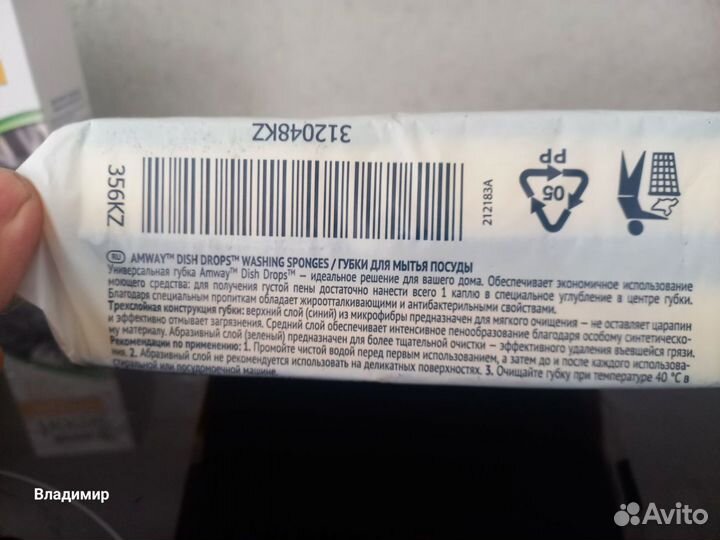 312048KZ
356KZ
212183A
05
PP
RU AMWAY™ DISH DROPS™ WASHING SPONGES / ГУБКИ ДЛЯ МЫТЬЯ ПОСУДЫ
Универсальная губка Amway™ Dish Drops™ — идеальное решение для вашего дома. Обеспечивает экономичное использование
моющего средства: для получения густой пены достаточно нанести всего 1 каплю в специальное углубление в центре губки.
Благодаря специальным пропиткам обладает жироотталкивающими и антибактериальными свойствами.
Трехслойная конструкция губки: верхний слой (синий) из микрофибры предназначен для мягкого очищения — не оставляет царапин
и эффективно отмывает загрязнения. Средний слой обеспечивает интенсивное пенообразование благодаря особому синтетическо-
му материалу. Абразивный слой (зеленый) предназначен для более тщательной очистки — эффективного удаления въевшейся грязи.
Рекомендации по применению: 1. Промойте чистой водой перед первым использованием, а затем до и после каждого использова-
ния. 2. Абразивный слой не рекомендуется использовать на деликатных поверхностях. 3. Очищайте губку при температуре 40 °C в
стиральной или посудомоечной машине.
Владимир
Avito